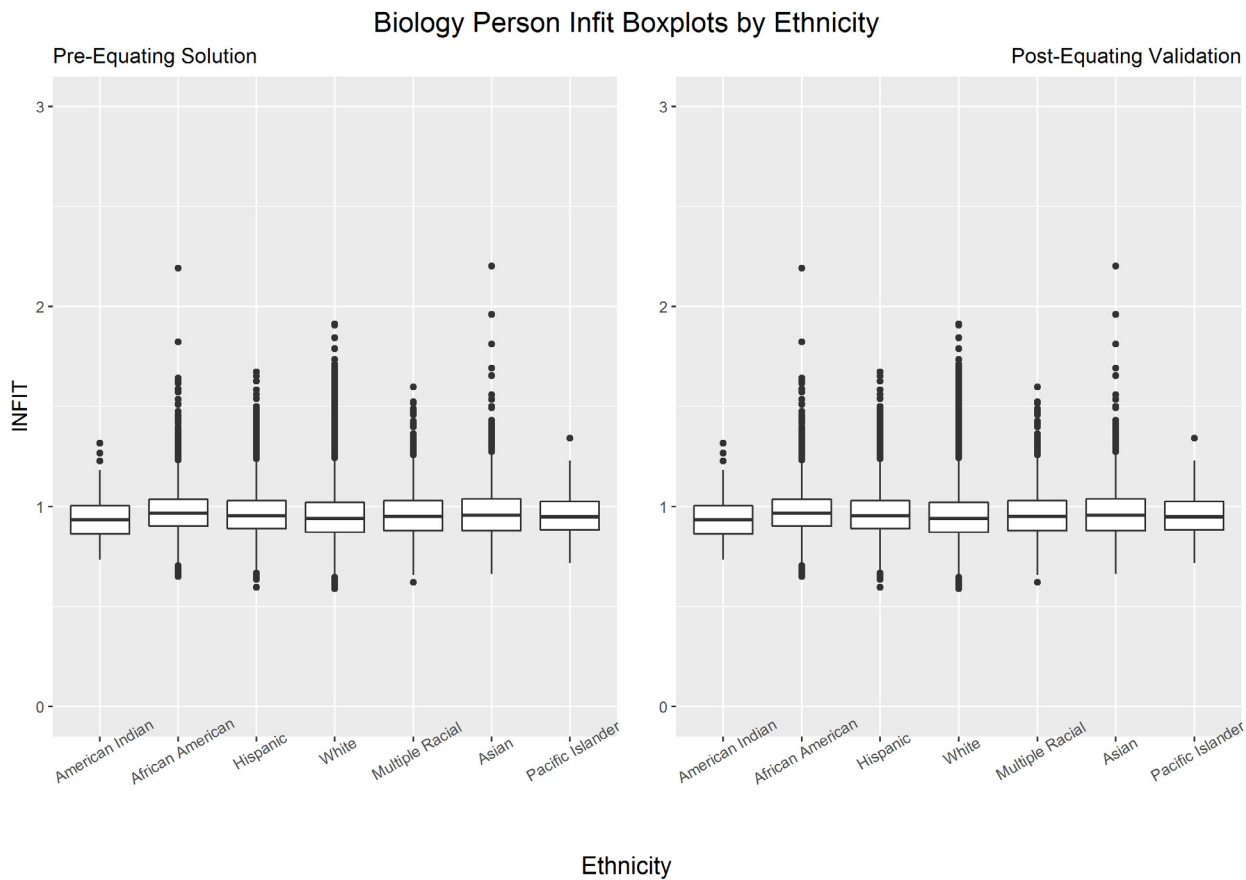 Biology Person Infit Boxplots by Ethnicity
Pre-Equating Solution
Post-Equating Validation
INFIT
3
2
1
0
American Indian
African American
Hispanic
White
Multiple Racial
Asian
Pacific Islander
3
2
1
0
American Indian
African American
Hispanic
White
Multiple Racial
Asian
Pacific Islander
Ethnicity